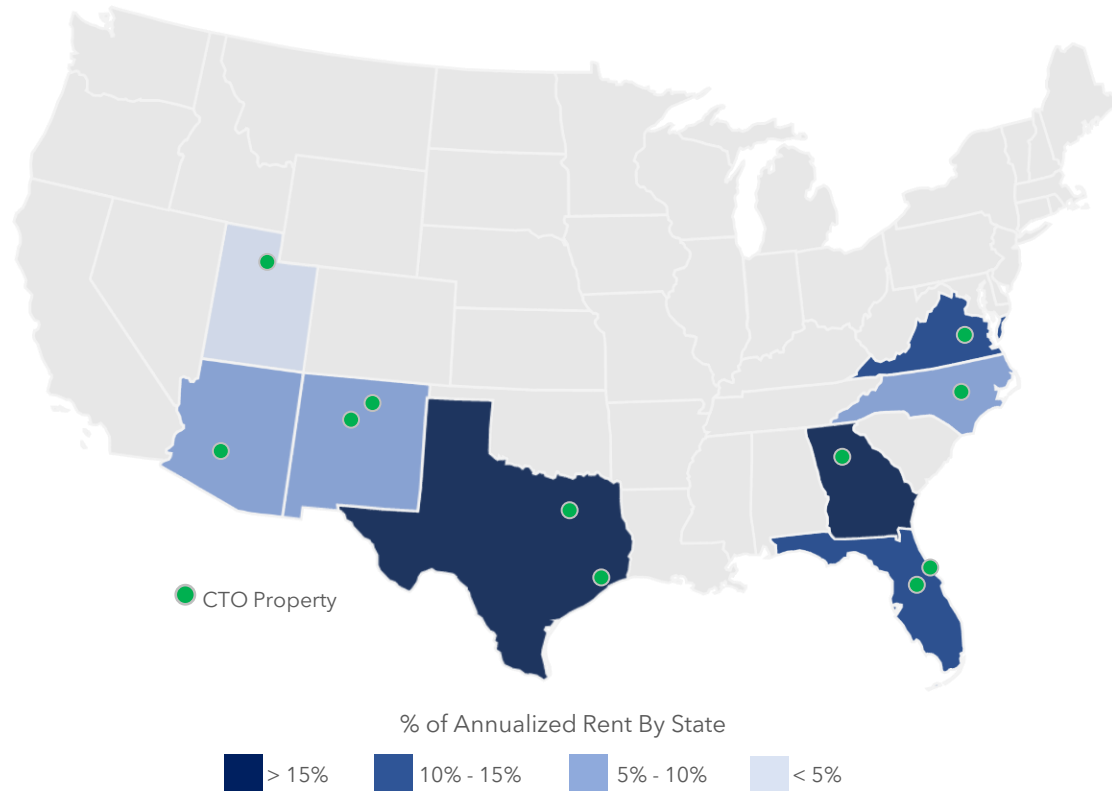 CTO Property
% of Annualized Rent By State
> 15% 10% - 15% 5% - 10% < 5%